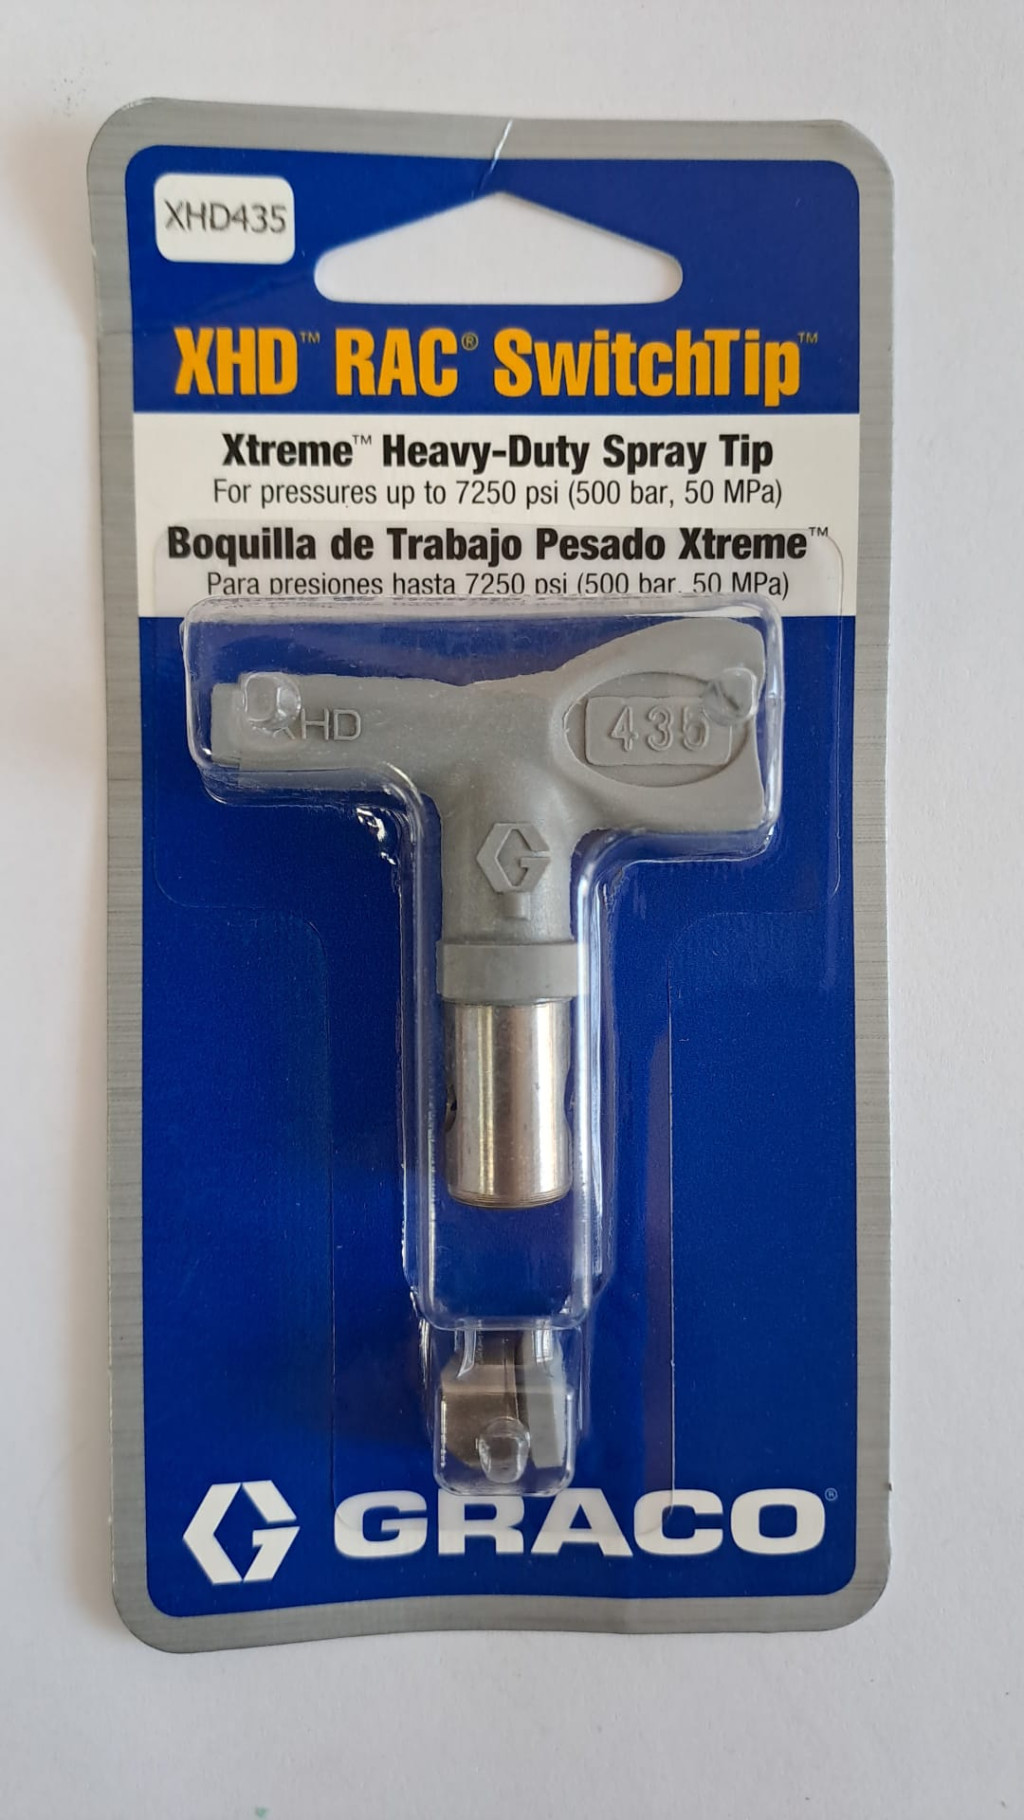 XHD435
XHD™ RAC® SwitchTip™
Xtreme™ Heavy-Duty Spray Tip
For pressures up to 7250 psi (500 bar, 50 MPa)
Boquilla de Trabajo Pesado Xtreme™
Para presiones hasta 7250 psi (500 bar, 50 MPa)
XHD 435
G
GRACO®